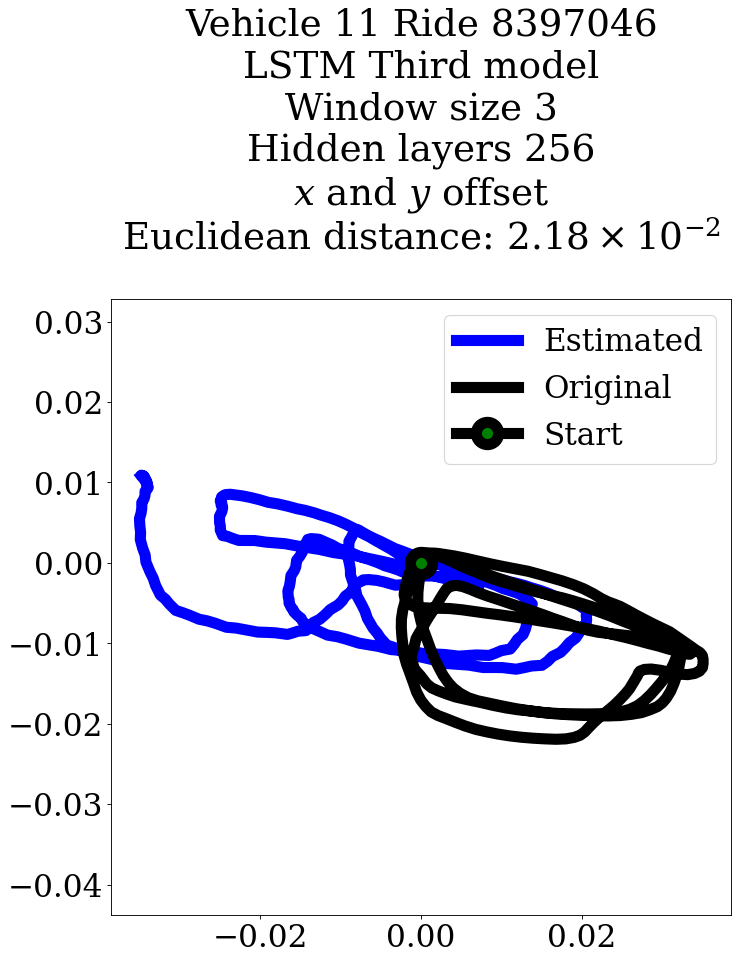 Vehicle 11 Ride 8397046
LSTM Third model
Window size 3
Hidden layers 256
x and y offset
Euclidean distance: 2.18 × 10⁻²
Estimated
Original
Start
0.03
0.02
0.01
0.00
−0.01
−0.02
−0.03
−0.04
−0.02 0.00 0.02